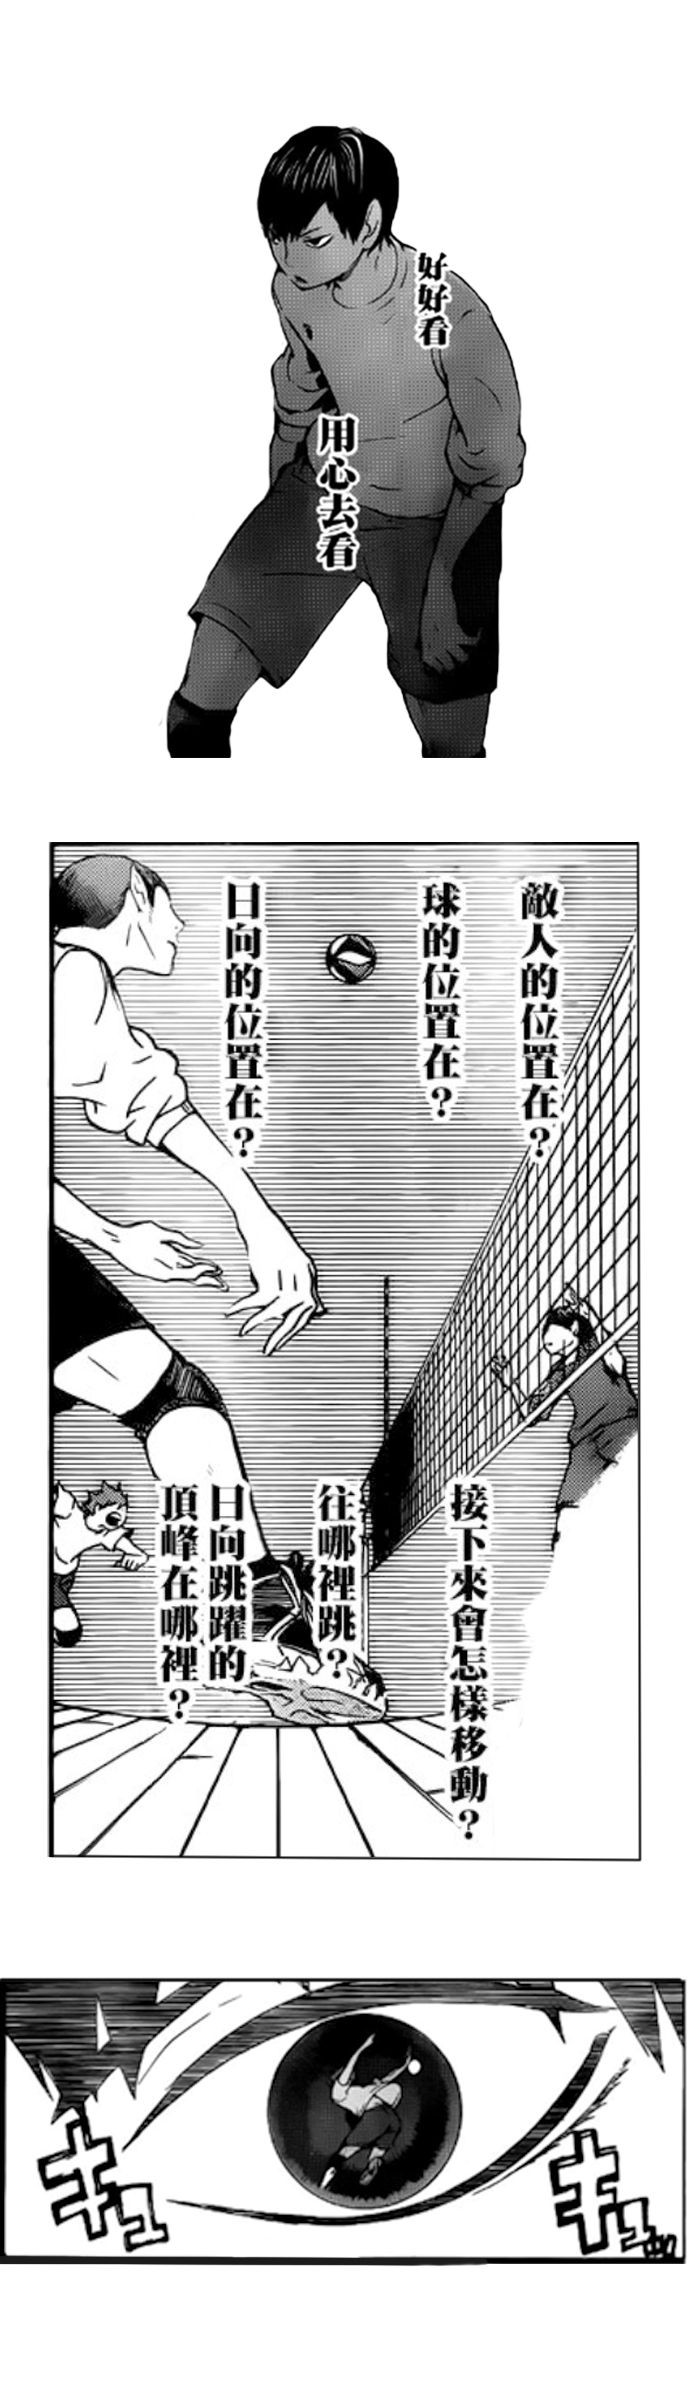 好好看
用心去看
敵人的位置在？
球的位置在？
日向的位置在？
接下來會怎樣移動？
往哪裡跳？
日向跳躍的
頂峰在哪裡？
キュ
キュ